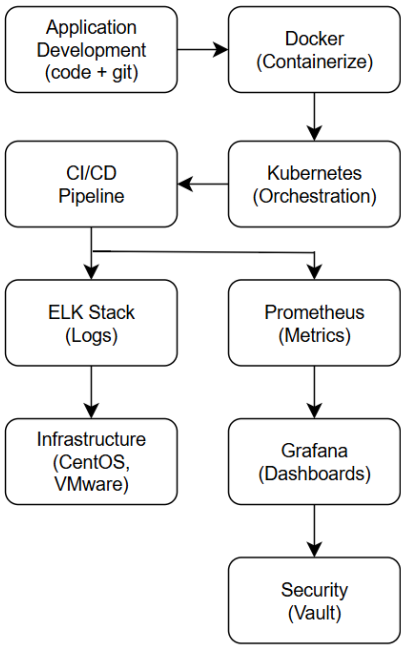 Application
Development
(code + git)
Docker
(Containerize)
CI/CD
Pipeline
Kubernetes
(Orchestration)
ELK Stack
(Logs)
Prometheus
(Metrics)
Infrastructure
(CentOS,
VMware)
Grafana
(Dashboards)
Security
(Vault)